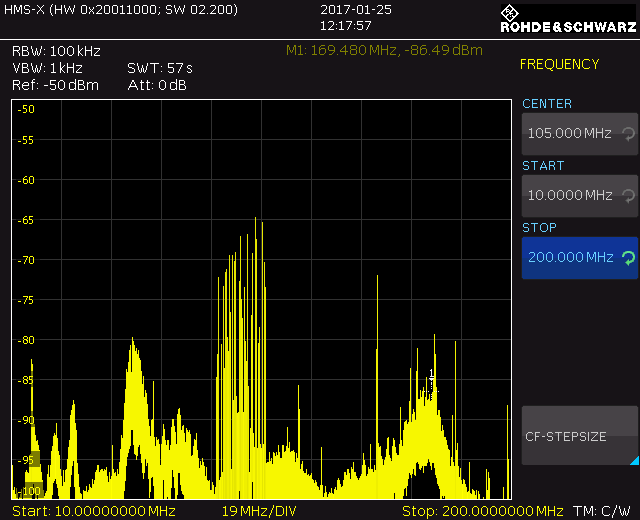 HMS-X (HW 0x20011000; SW 02.200)
2017-01-25
12:17:57
ROHDE&SCHWARZ
RBW: 100 kHz
VBW: 1 kHz
SWT: 57 s
Ref: -50 dBm
Att: 0 dB
M1: 169.480 MHz, -86.49 dBm
FREQUENCY
CENTER
105.000 MHz
START
10.0000 MHz
STOP
200.000 MHz
CF-STEPSIZE
-50
-55
-60
-65
-70
-75
-80
-85
-90
-95
-100
1
Start: 10.00000000 MHz
19 MHz/DIV
Stop: 200.0000000 MHz
TM: C/W